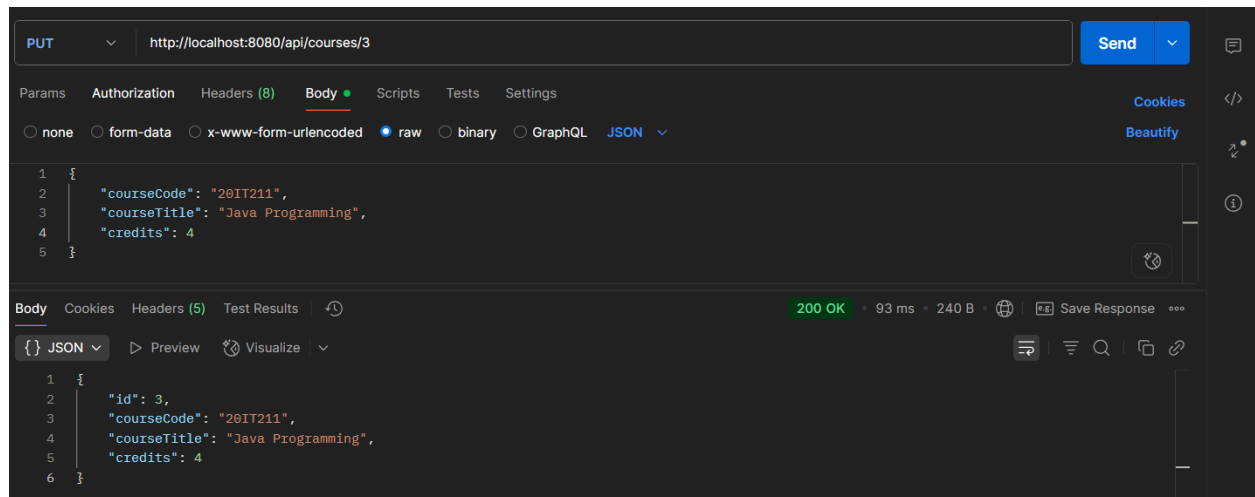 PUT http://localhost:8080/api/courses/3 Send
Params Authorization Headers (8) Body Scripts Tests Settings Cookies
none form-data x-www-form-urlencoded raw binary GraphQL JSON Beautify
1 {
2 "courseCode": "20IT211",
3 "courseTitle": "Java Programming",
4 "credits": 4
5 }
Body Cookies Headers (5) Test Results 200 OK 93 ms 240 B e.g. Save Response
{} JSON Preview Visualize
1 {
2 "id": 3,
3 "courseCode": "20IT211",
4 "courseTitle": "Java Programming",
5 "credits": 4
6 }